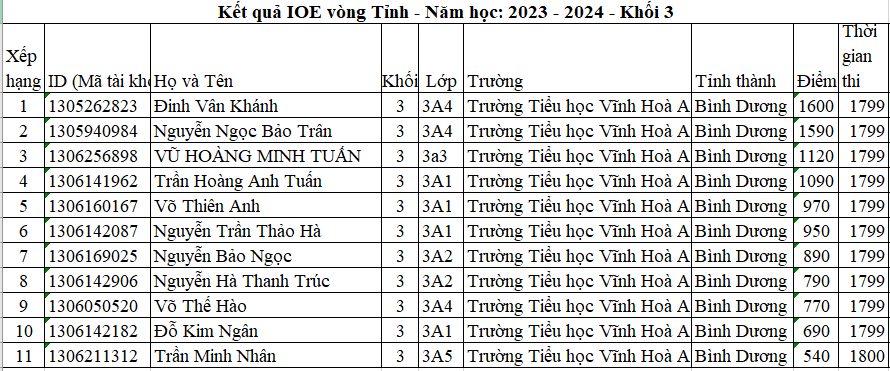 Kết quả IOE vòng Tỉnh - Năm học: 2023 - 2024 - Khối 3
Xếp hạng ID (Mã tài kho Họ và Tên Khối Lớp Trường Tỉnh thành Điểm Thời gian thi
1 1305262823 Đinh Vân Khánh 3 3A4 Trường Tiểu học Vĩnh Hoà A Bình Dương 1600 1799
2 1305940984 Nguyễn Ngọc Bảo Trân 3 3A4 Trường Tiểu học Vĩnh Hoà A Bình Dương 1590 1799
3 1306256898 VŨ HOÀNG MINH TUẤN 3 3a3 Trường Tiểu học Vĩnh Hoà A Bình Dương 1120 1799
4 1306141962 Trần Hoàng Anh Tuấn 3 3A1 Trường Tiểu học Vĩnh Hoà A Bình Dương 1090 1799
5 1306160167 Võ Thiên Anh 3 3A1 Trường Tiểu học Vĩnh Hoà A Bình Dương 970 1799
6 1306142087 Nguyễn Trần Thảo Hà 3 3A1 Trường Tiểu học Vĩnh Hoà A Bình Dương 950 1799
7 1306169025 Nguyễn Bảo Ngọc 3 3A2 Trường Tiểu học Vĩnh Hoà A Bình Dương 890 1799
8 1306142906 Nguyễn Hà Thanh Trúc 3 3A2 Trường Tiểu học Vĩnh Hoà A Bình Dương 790 1799
9 1306050520 Võ Thế Hào 3 3A4 Trường Tiểu học Vĩnh Hoà A Bình Dương 770 1799
10 1306142182 Đỗ Kim Ngân 3 3A1 Trường Tiểu học Vĩnh Hoà A Bình Dương 690 1799
11 1306211312 Trần Minh Nhân 3 3A5 Trường Tiểu học Vĩnh Hoà A Bình Dương 540 1800